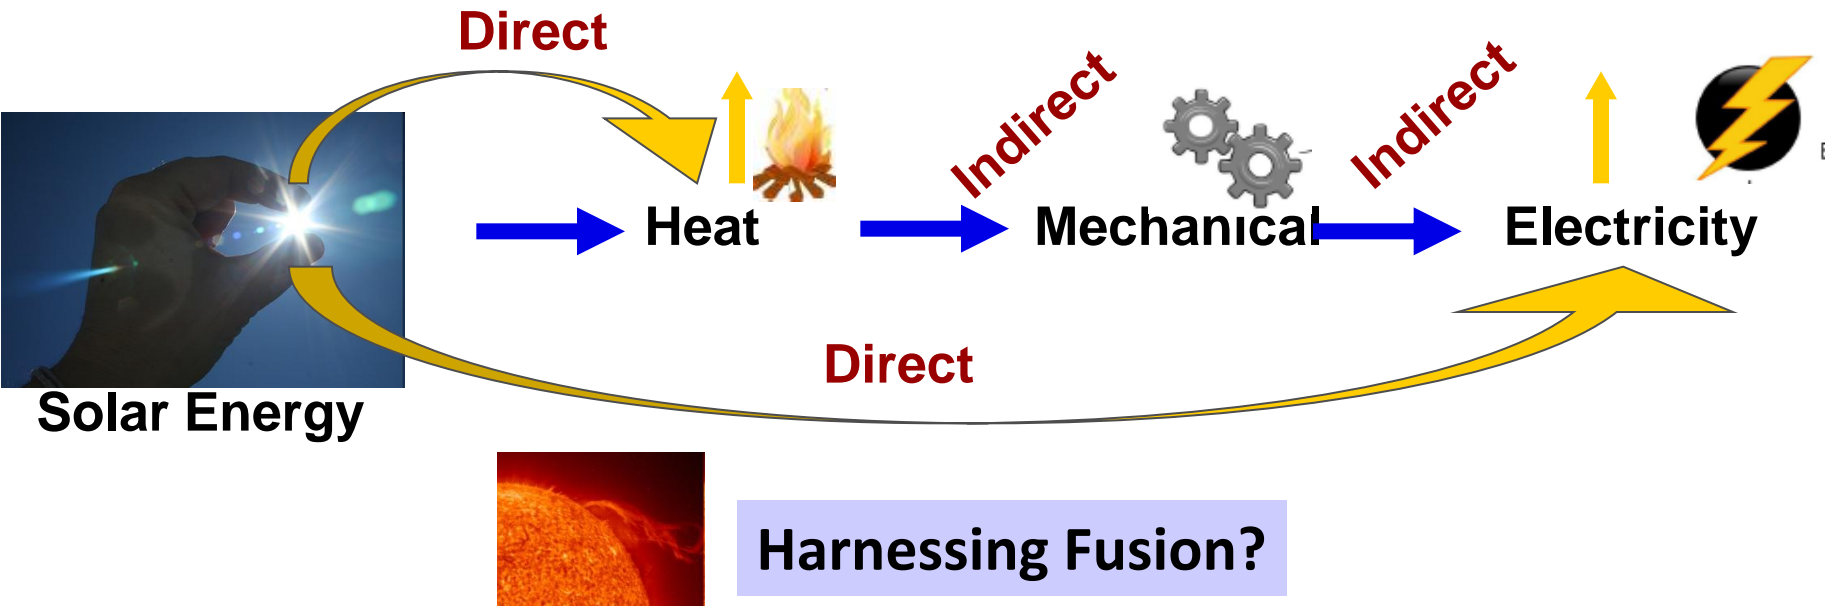 Direct
Indirect
Indirect
Heat
Mechanical
Electricity
Direct
Solar Energy
Harnessing Fusion?